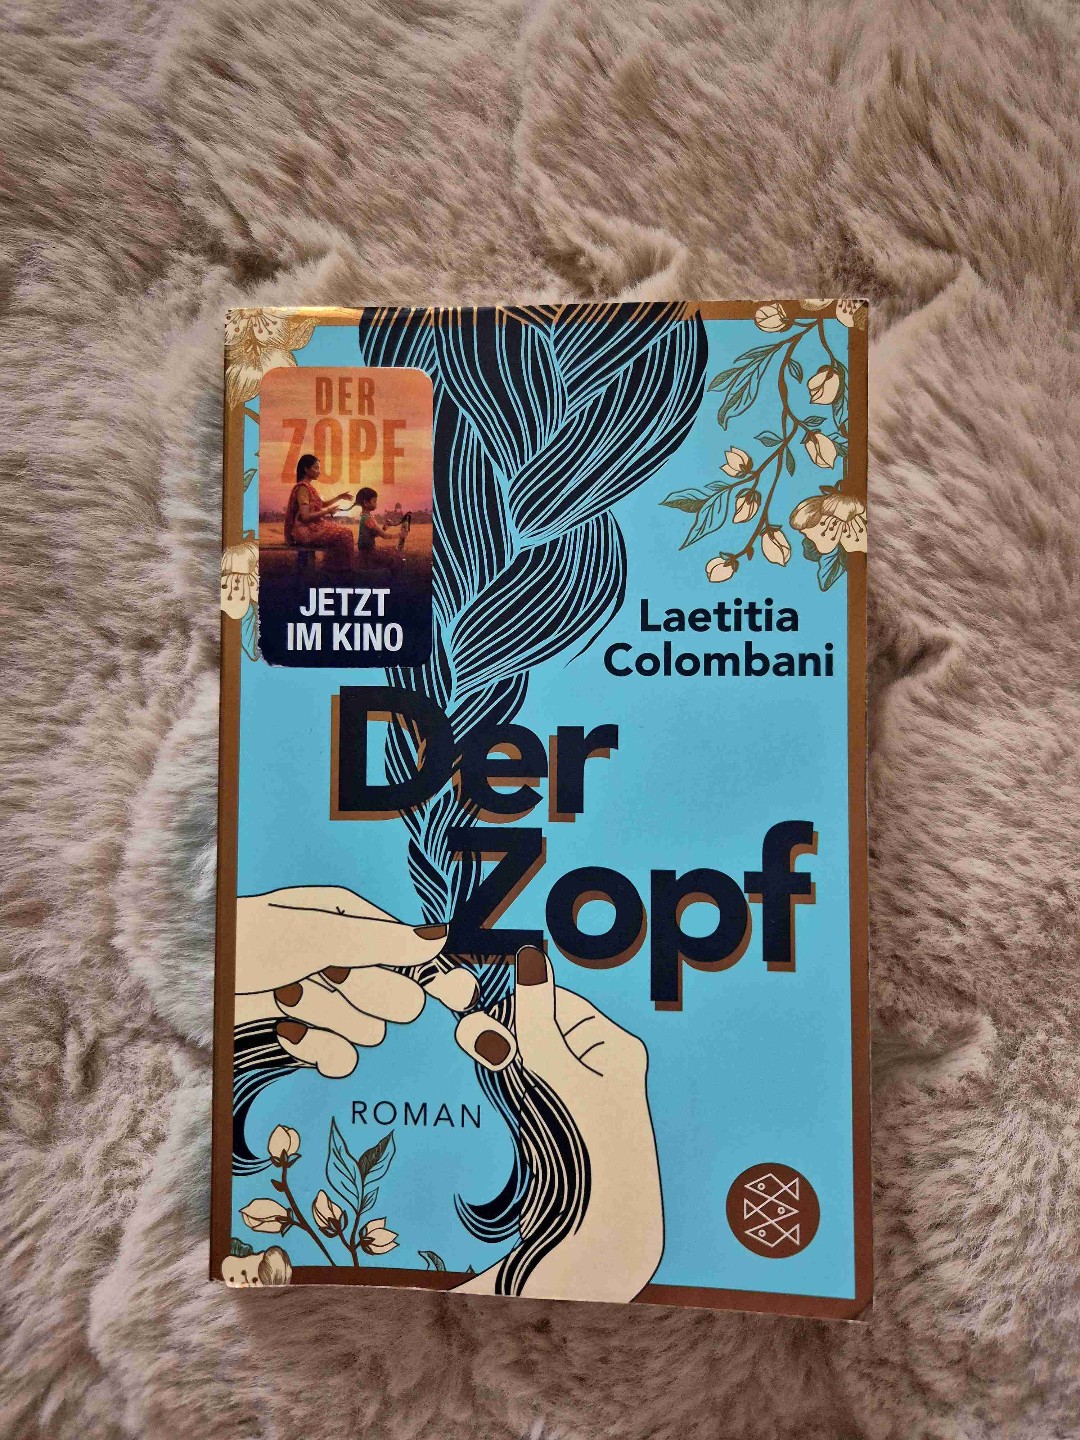 DER
ZOPF
JETZT
IM KINO
Laetitia
Colombani
Der
Zopf
ROMAN